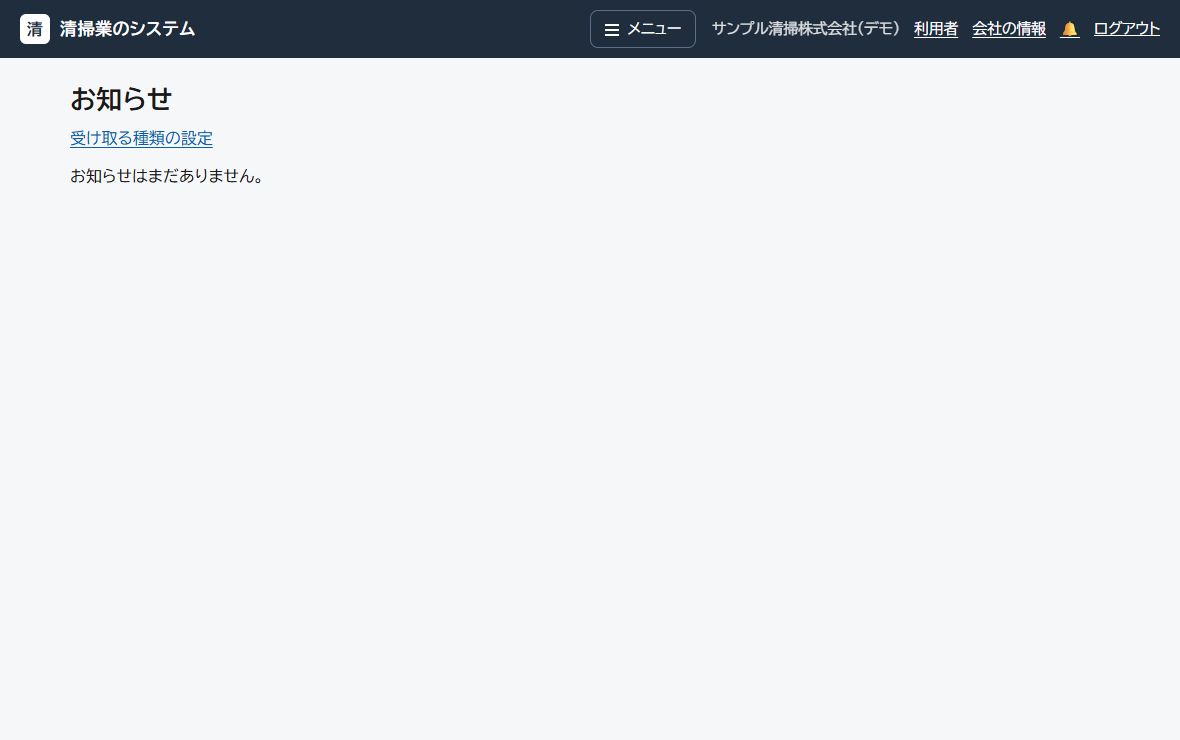 清 清掃業のシステム メニュー サンプル清掃株式会社(デモ) 利用者 会社の情報 🔔 ログアウト
お知らせ
受け取る種類の設定
お知らせはまだありません。